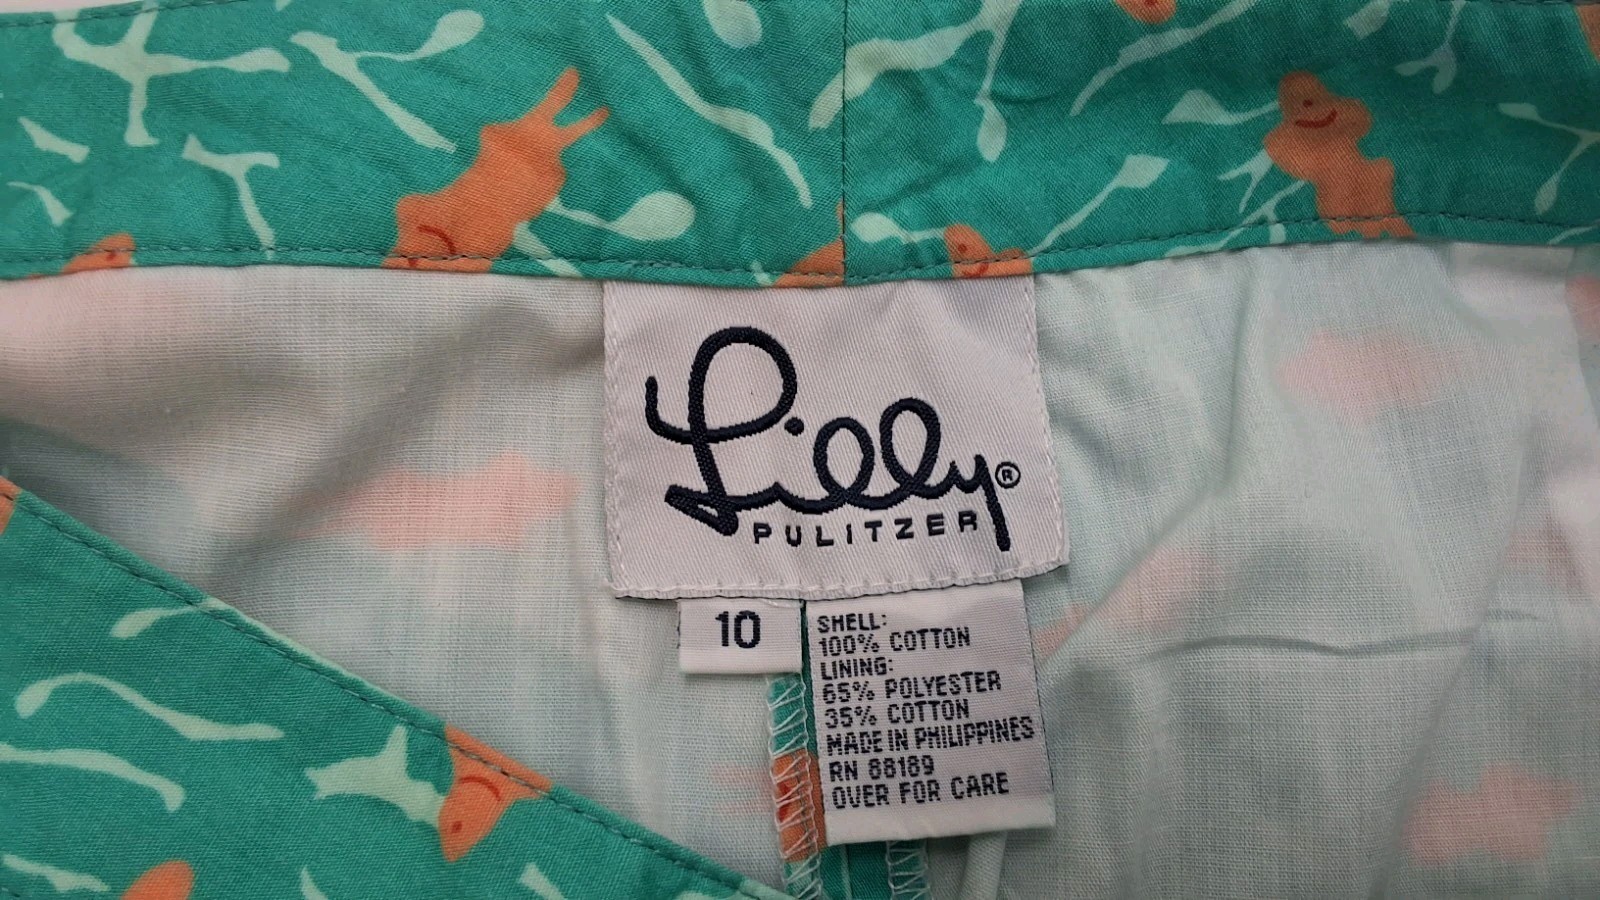 Lilly®
PULITZER
10
SHELL:
100% COTTON
LINING:
65% POLYESTER
35% COTTON
MADE IN PHILIPPINES
RN 88189
OVER FOR CARE